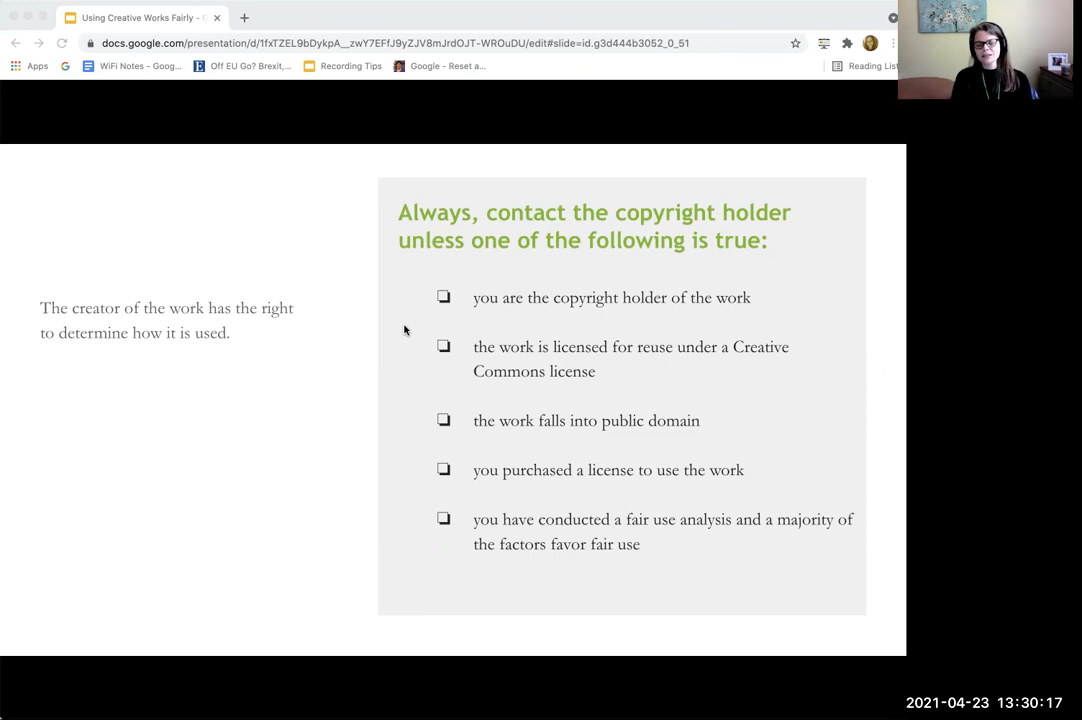 Using Creative Works Fairly - G
docs.google.com/presentation/d/1fxTZEL9bDykpA__zwY7EFfJ9yZJV8mJrdOJT-WROuDU/edit#slide=id.g3d444b3052_0_51
Apps
WiFi Notes - Goog...
Off EU Go? Brexit,...
Recording Tips
Google - Reset a...
Reading List
Always, contact the copyright holder
unless one of the following is true:
The creator of the work has the right
to determine how it is used.
you are the copyright holder of the work
the work is licensed for reuse under a Creative
Commons license
the work falls into public domain
you purchased a license to use the work
you have conducted a fair use analysis and a majority of
the factors favor fair use
2021-04-23 13:30:17